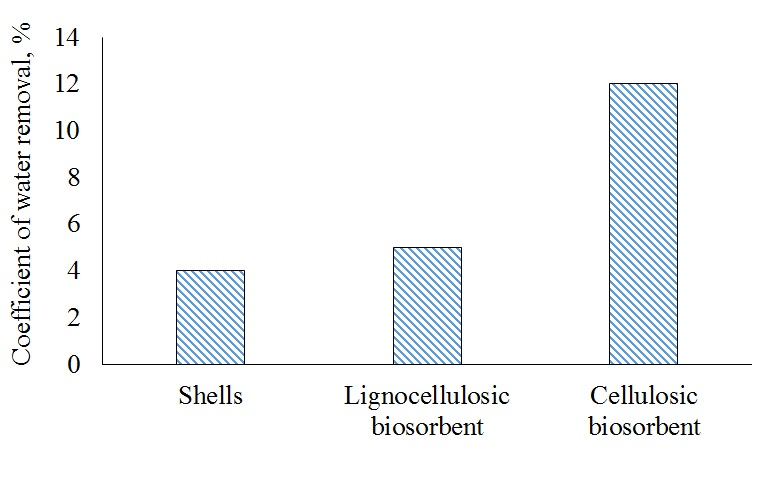 Coefficient of water removal, %
14
12
10
8
6
4
2
0
Shells
Lignocellulosic
biosorbent
Cellulosic
biosorbent